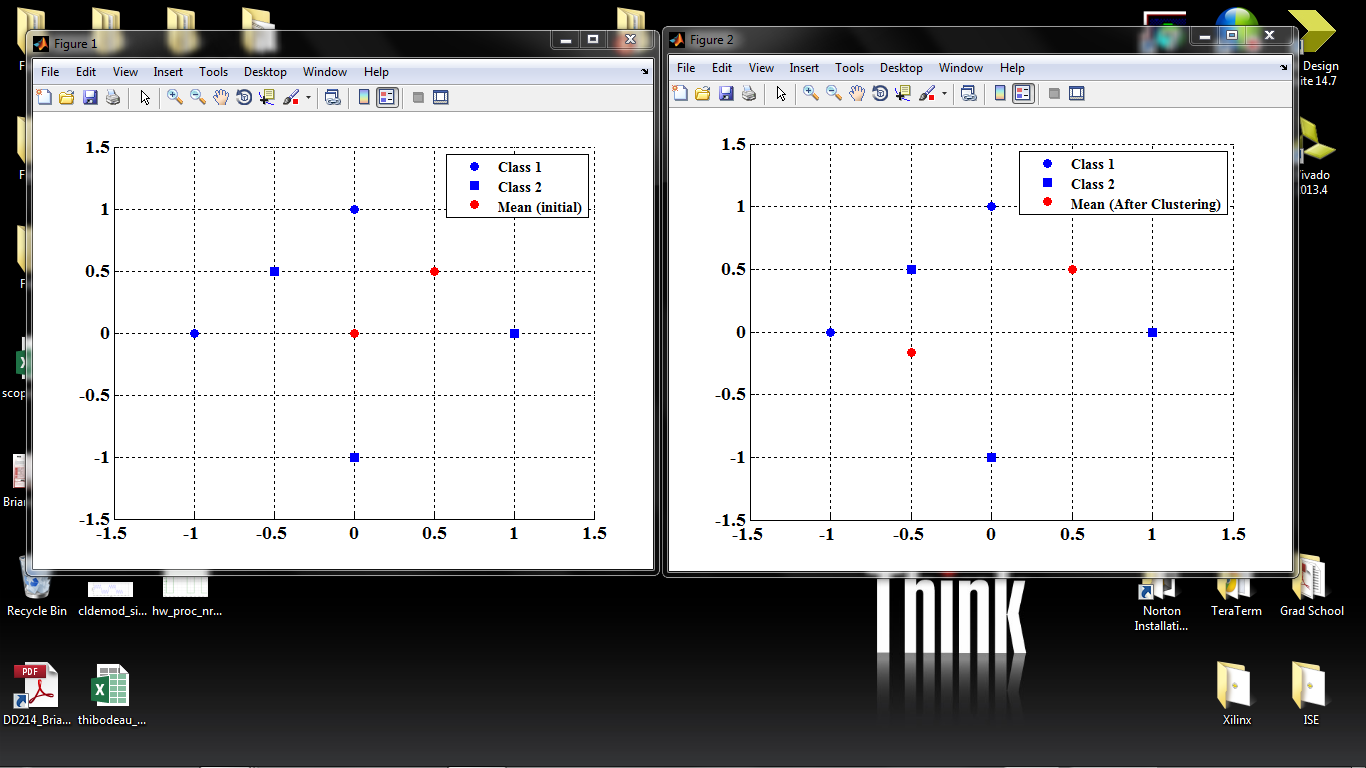 Figure 1
File Edit View Insert Tools Desktop Window Help
1.5
1
0.5
0
-0.5
-1
-1.5
-1.5 -1 -0.5 0 0.5 1 1.5
Class 1
Class 2
Mean (initial)
Figure 2
File Edit View Insert Tools Desktop Window Help
1.5
1
0.5
0
-0.5
-1
-1.5
-1.5 -1 -0.5 0 0.5 1 1.5
Class 1
Class 2
Mean (After Clustering)
Design
ite 14.7
ivado
013.4
F
F
F
scop
Brian
Recycle Bin
cldemod_si...
hw_proc_nr...
Think
Norton
Installati...
TeraTerm
Grad School
PDF
DD214_Bria...
thibodeau_...
Xilinx
ISE